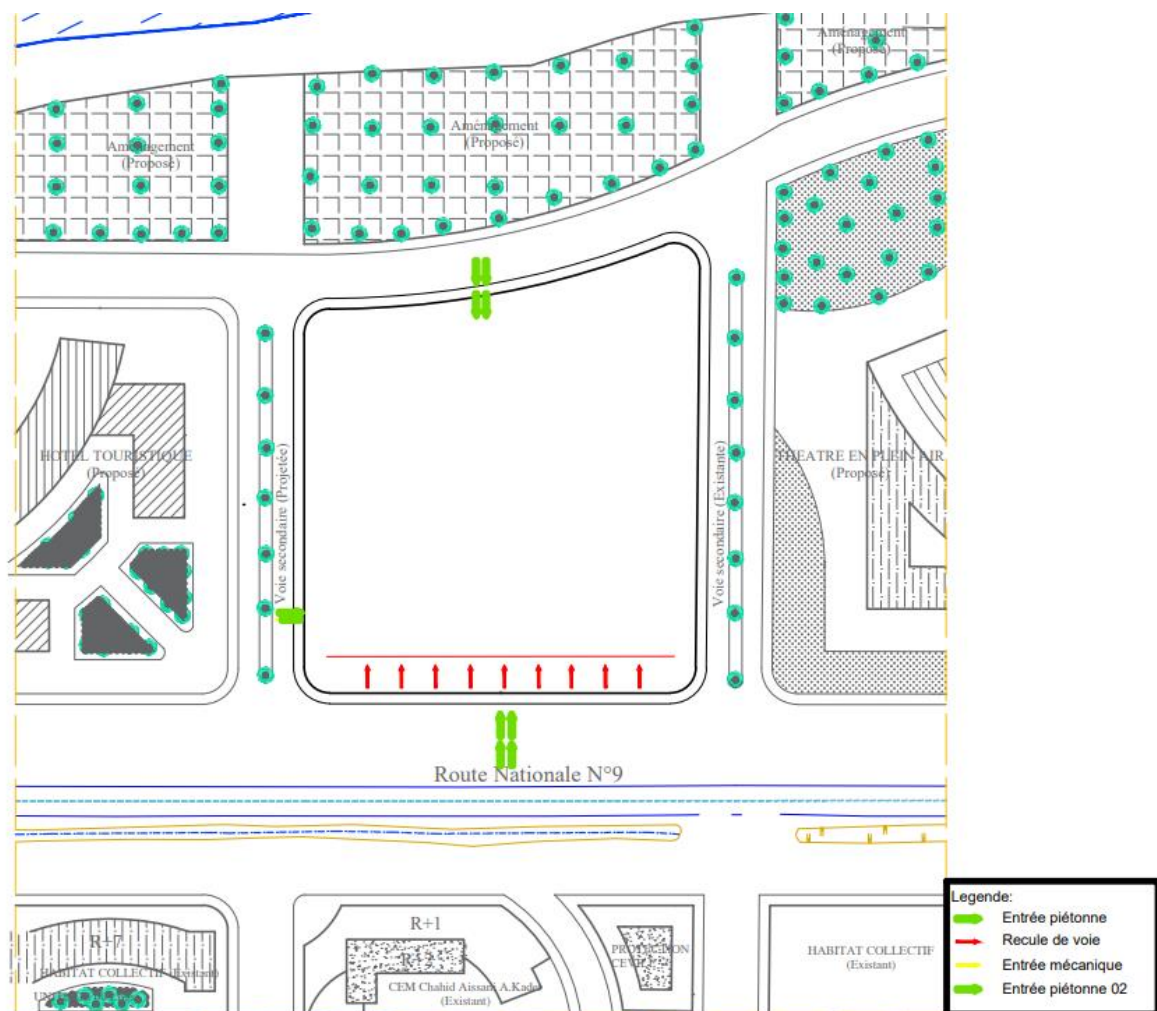 Aménagement
(Proposé)
Aménagement
(Proposé)
Aménagement
(Proposé)
HOTEL TOURISTIQUE
(Proposé)
Voie secondaire (Projetée)
Voie secondaire (Existante)
THEATRE EN PLEIN AIR
(Proposé)
Route Nationale N°9
R+7
HABITAT COLLECTIF (Existant)
R+1
R+2
CEM Chahid Aissani A.Kader
(Existant)
PROTECTION
HABITAT COLLECTIF
(Existant)
Legende:
Entrée piétonne
Recule de voie
Entrée mécanique
Entrée piétonne 02